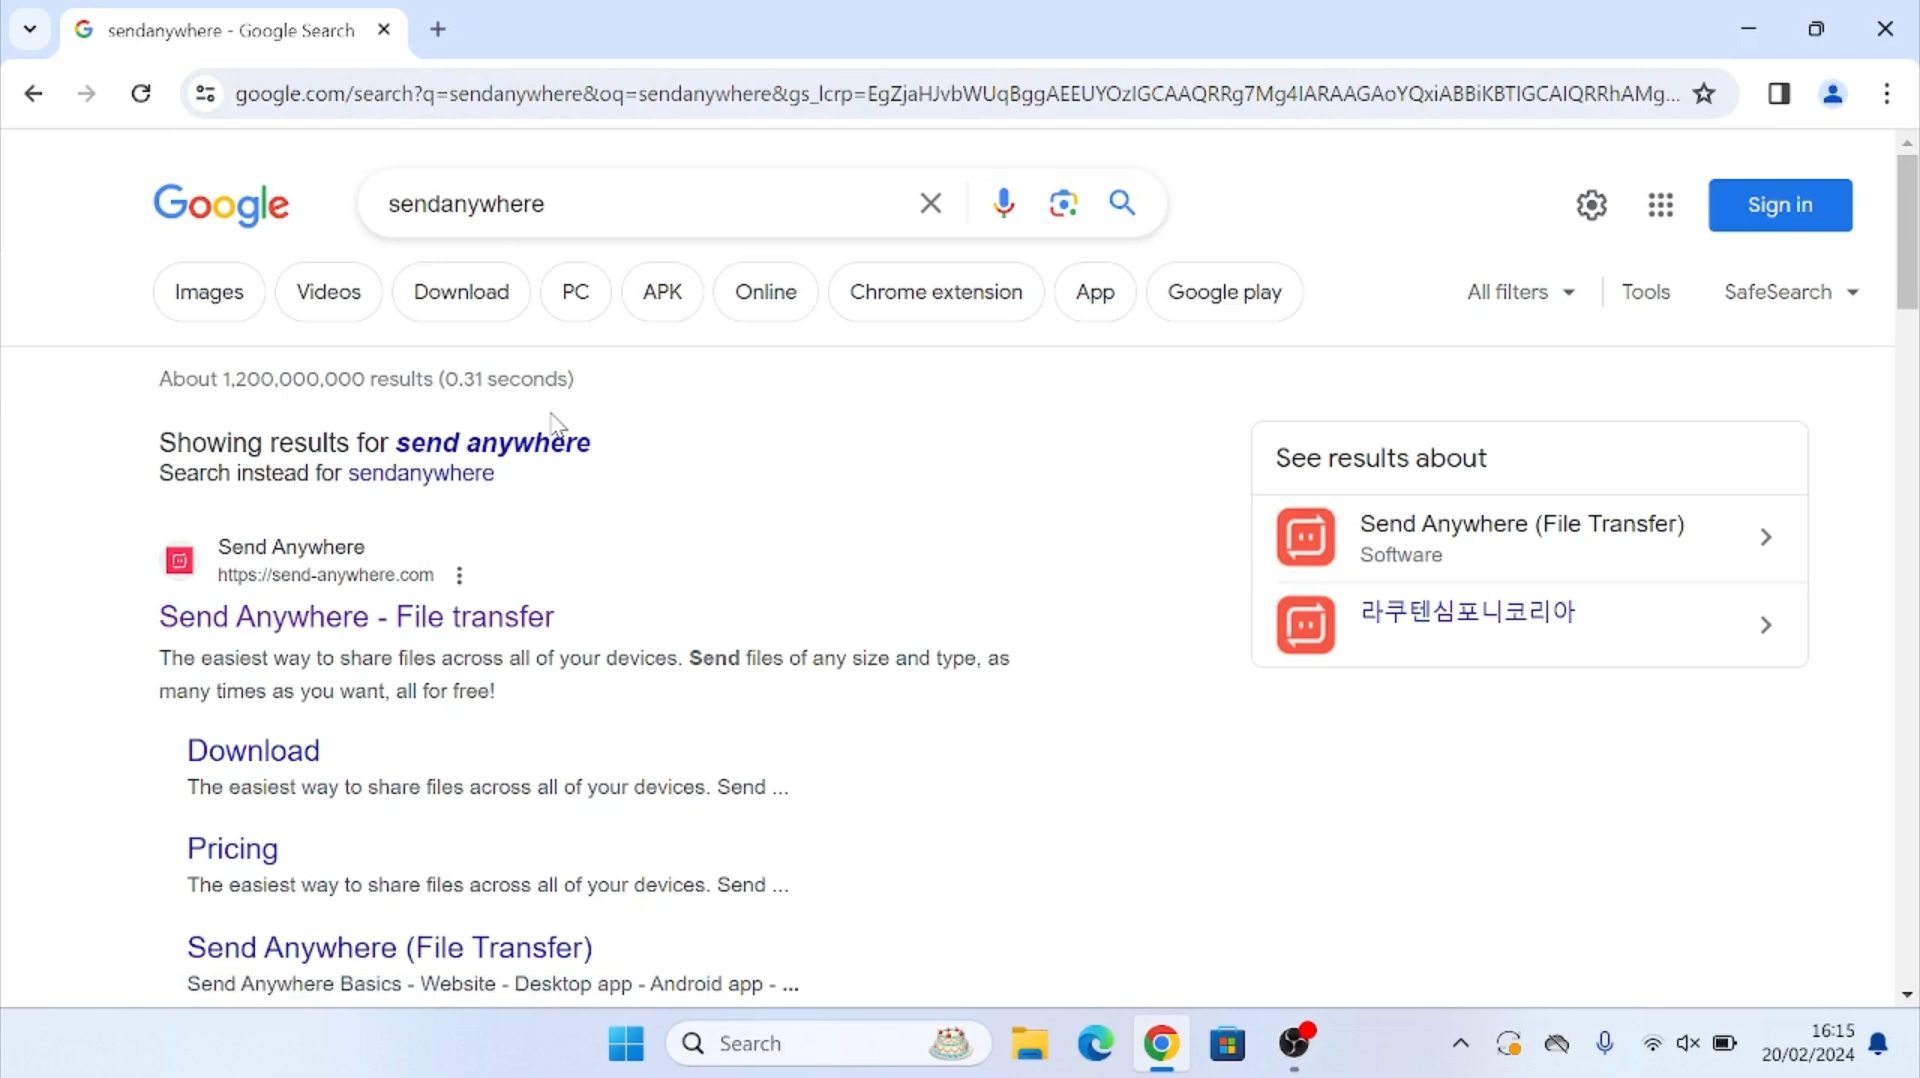 sendanywhere - Google Search
google.com/search?q=sendanywhere&oq=sendanywhere&gs_lcrp=EgZjaHJvbWUqBggAEEUYOzIGCAAQRRg7Mg4IARAAGAoYQxiABBiKBTIGCAIQRRhAMg...
Google
sendanywhere
Sign in
Images
Videos
Download
PC
APK
Online
Chrome extension
App
Google play
All filters
Tools
SafeSearch
About 1,200,000,000 results (0.31 seconds)
Showing results for send anywhere
Search instead for sendanywhere
See results about
Send Anywhere (File Transfer)
Software
라쿠텐심포니코리아
Send Anywhere
https://send-anywhere.com
Send Anywhere - File transfer
The easiest way to share files across all of your devices. Send files of any size and type, as
many times as you want, all for free!
Download
The easiest way to share files across all of your devices. Send ...
Pricing
The easiest way to share files across all of your devices. Send ...
Send Anywhere (File Transfer)
Send Anywhere Basics - Website - Desktop app - Android app - ...
Search
16:15
20/02/2024